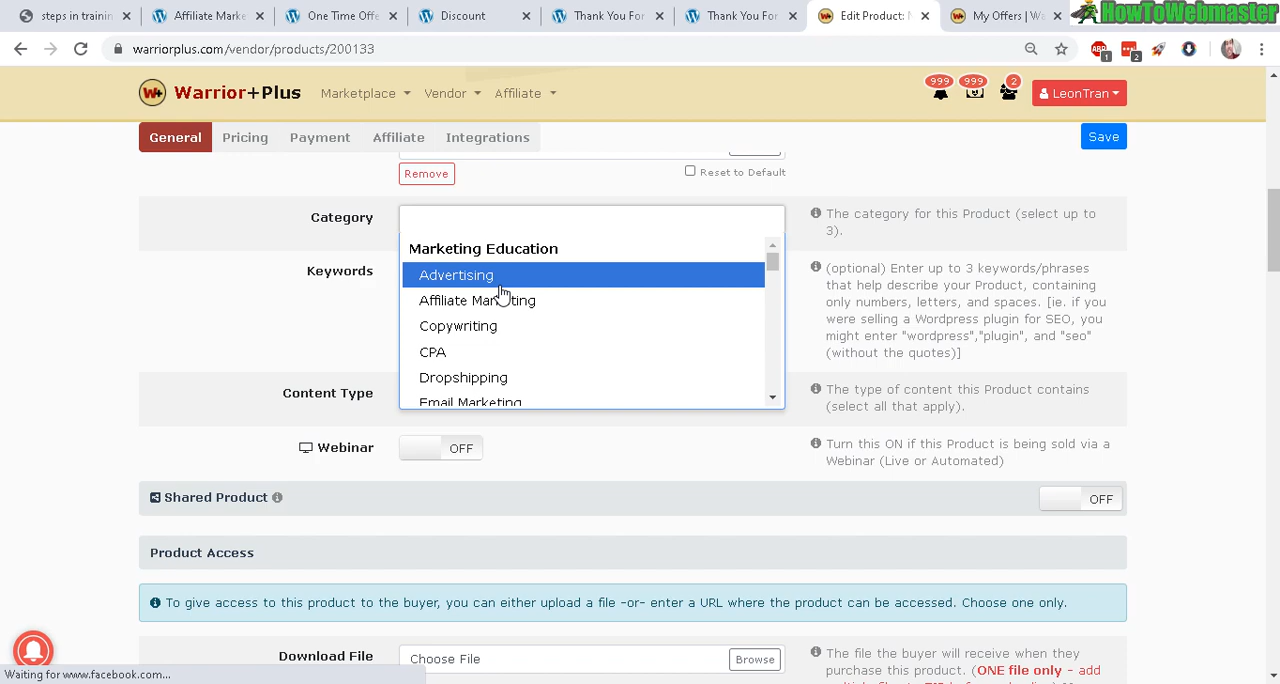 steps in trainin
Affiliate Marke
One Time Offe
Thank You For
Thank You For
Edit Product:
My Offers | W
HowToWebmaster
warriorplus.com/vendor/products/200133
1
2
Warrior+Plus
Marketplace
Vendor
Affiliate
999
999
2
LeonTran
General
Pricing
Payment
Affiliate
Integrations
Save
Remove
Reset to Default
Category
The category for this Product (select up to
3).
Marketing Education
Advertising
Affiliate Marketing
Copywriting
CPA
Dropshipping
Email Marketing
Keywords
(optional) Enter up to 3 keywords/phrases
that help describe your Product, containing
only numbers, letters, and spaces. [ie. if you
were selling a Wordpress plugin for SEO, you
might enter "wordpress","plugin", and "seo"
(without the quotes)]
Content Type
The type of content this Product contains
(select all that apply).
Webinar
OFF
Turn this ON if this Product is being sold via a
Webinar (Live or Automated)
Shared Product
OFF
Product Access
To give access to this product to the buyer, you can either upload a file -or- enter a URL where the product can be accessed. Choose one only.
Download File
Choose File
Browse
The file the buyer will receive when they
purchase this product. (ONE file only - add
Waiting for www.facebook.com...